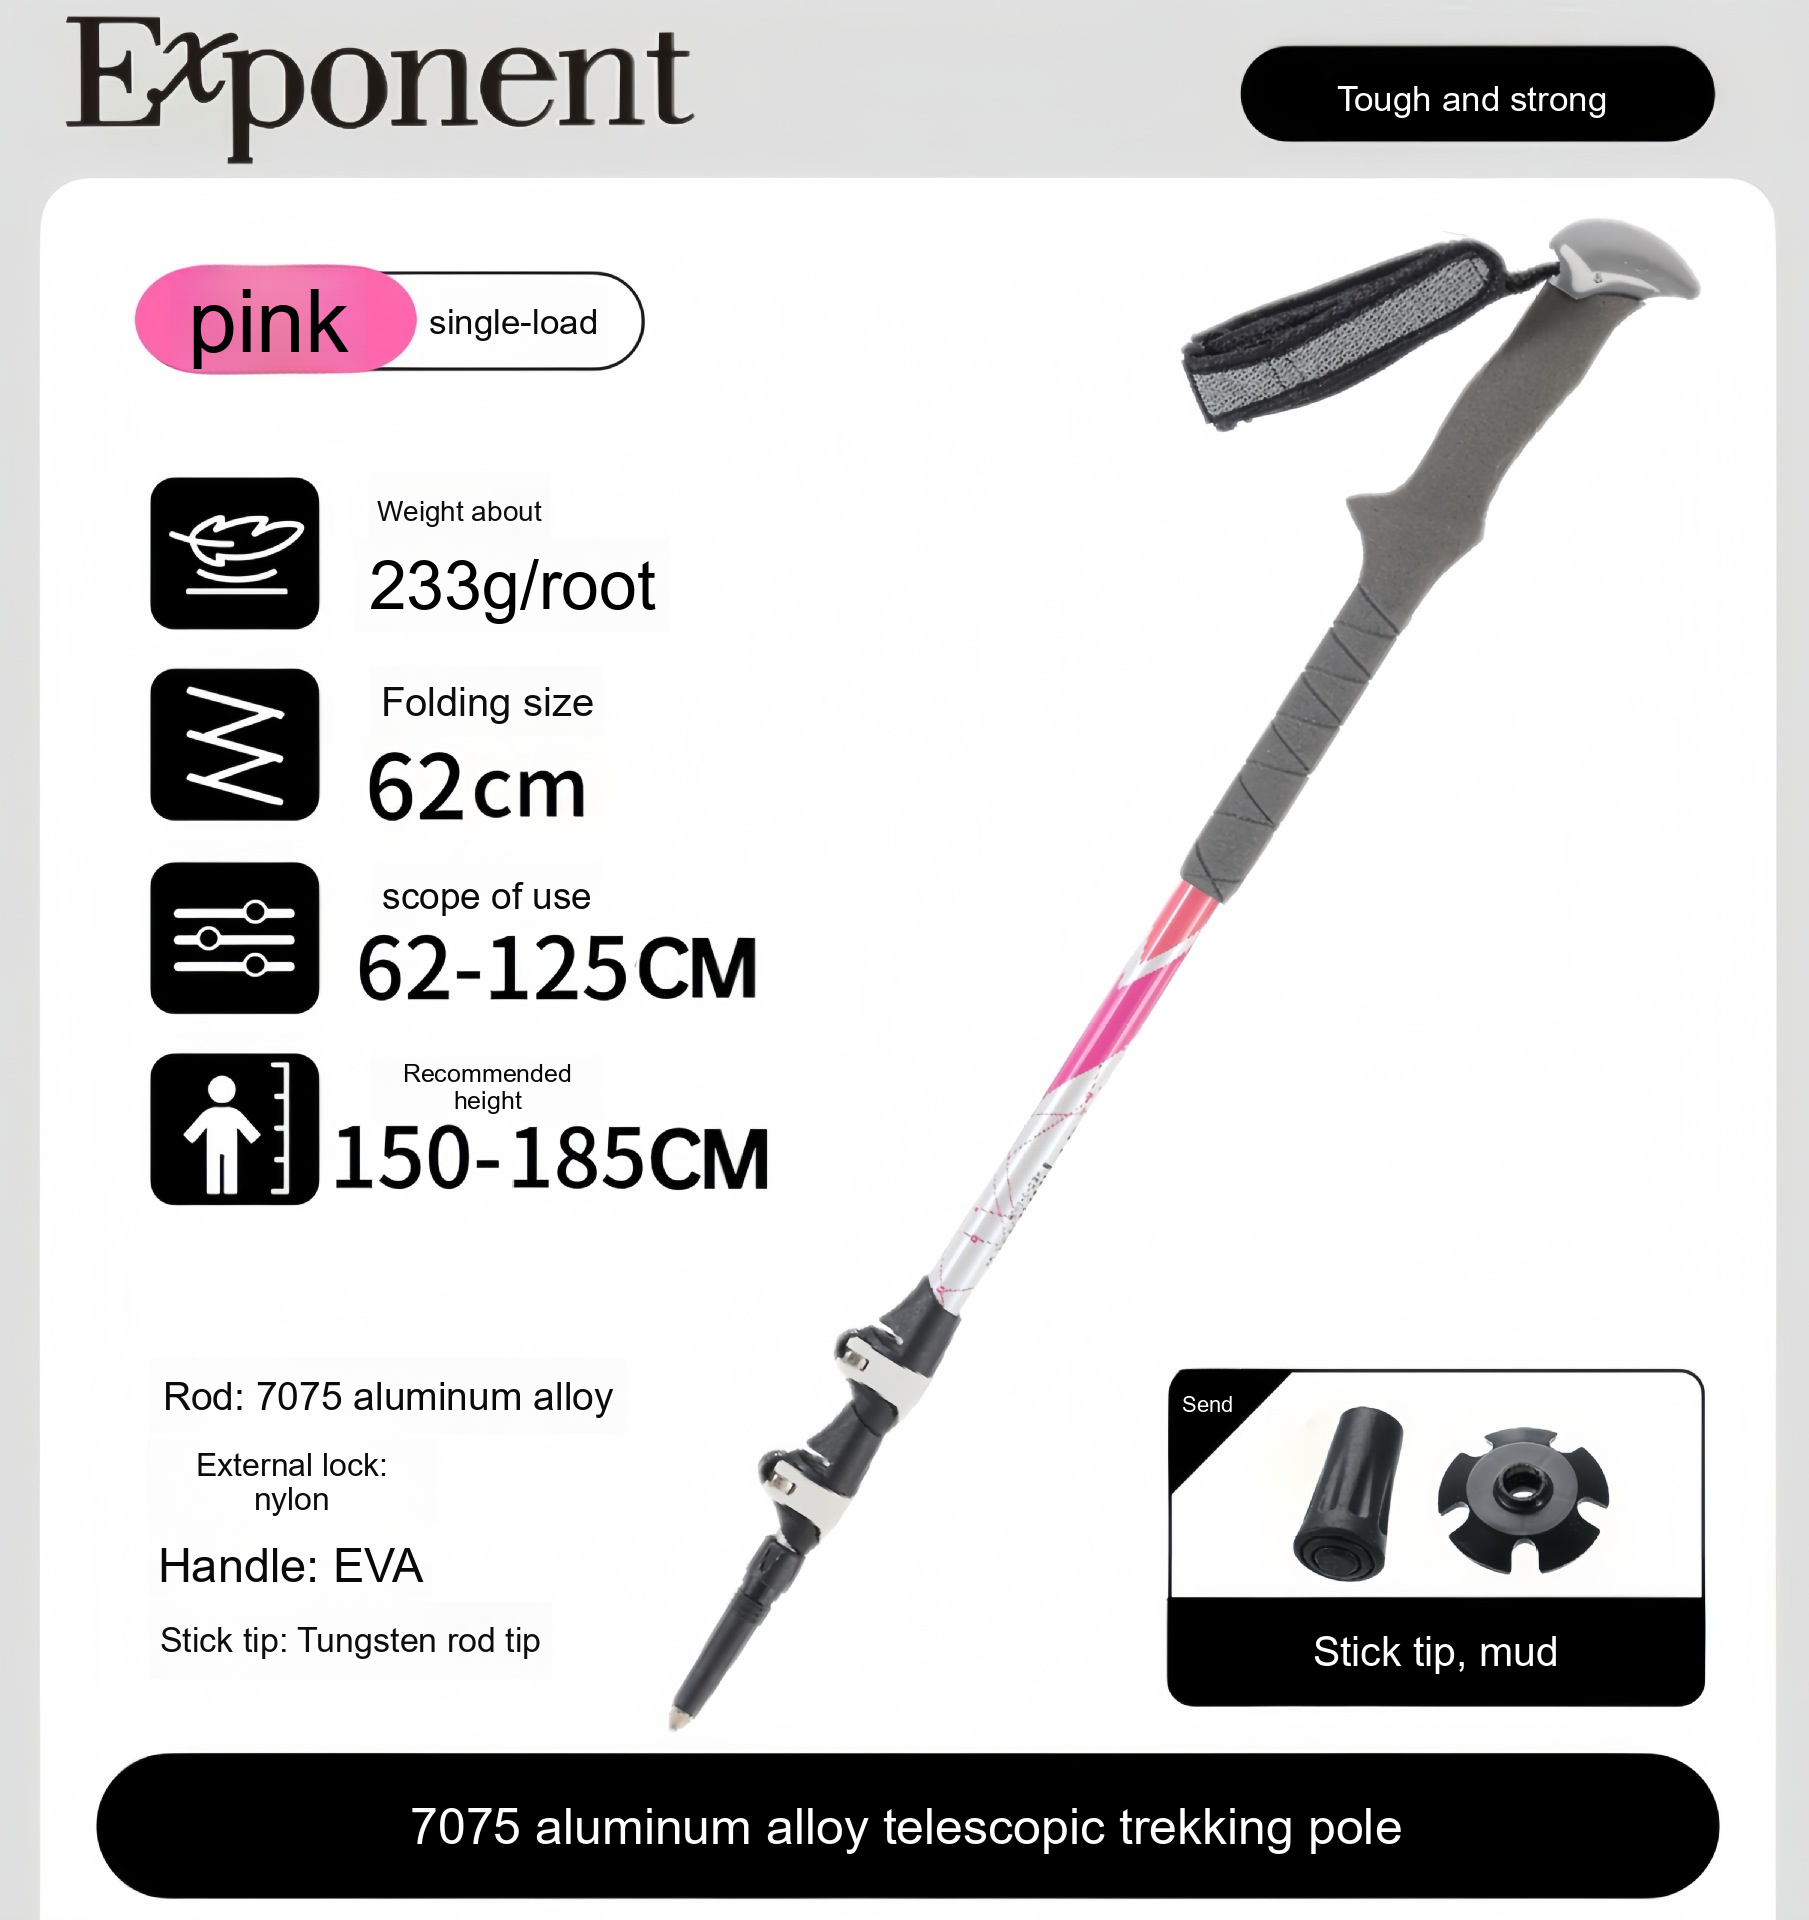 Exponent
Tough and strong
pink
single-load
Weight about
233g/root
Folding size
62cm
scope of use
62-125CM
Recommended
height
150-185CM
Rod: 7075 aluminum alloy
External lock:
nylon
Handle: EVA
Stick tip: Tungsten rod tip
Send
Stick tip, mud
7075 aluminum alloy telescopic trekking pole